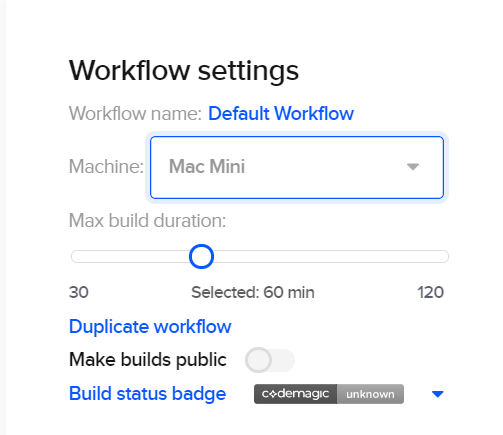 Workflow settings
Workflow name: Default Workflow
Machine: Mac Mini
Max build duration:
30 Selected: 60 min 120
Duplicate workflow
Make builds public
Build status badge codemagic unknown